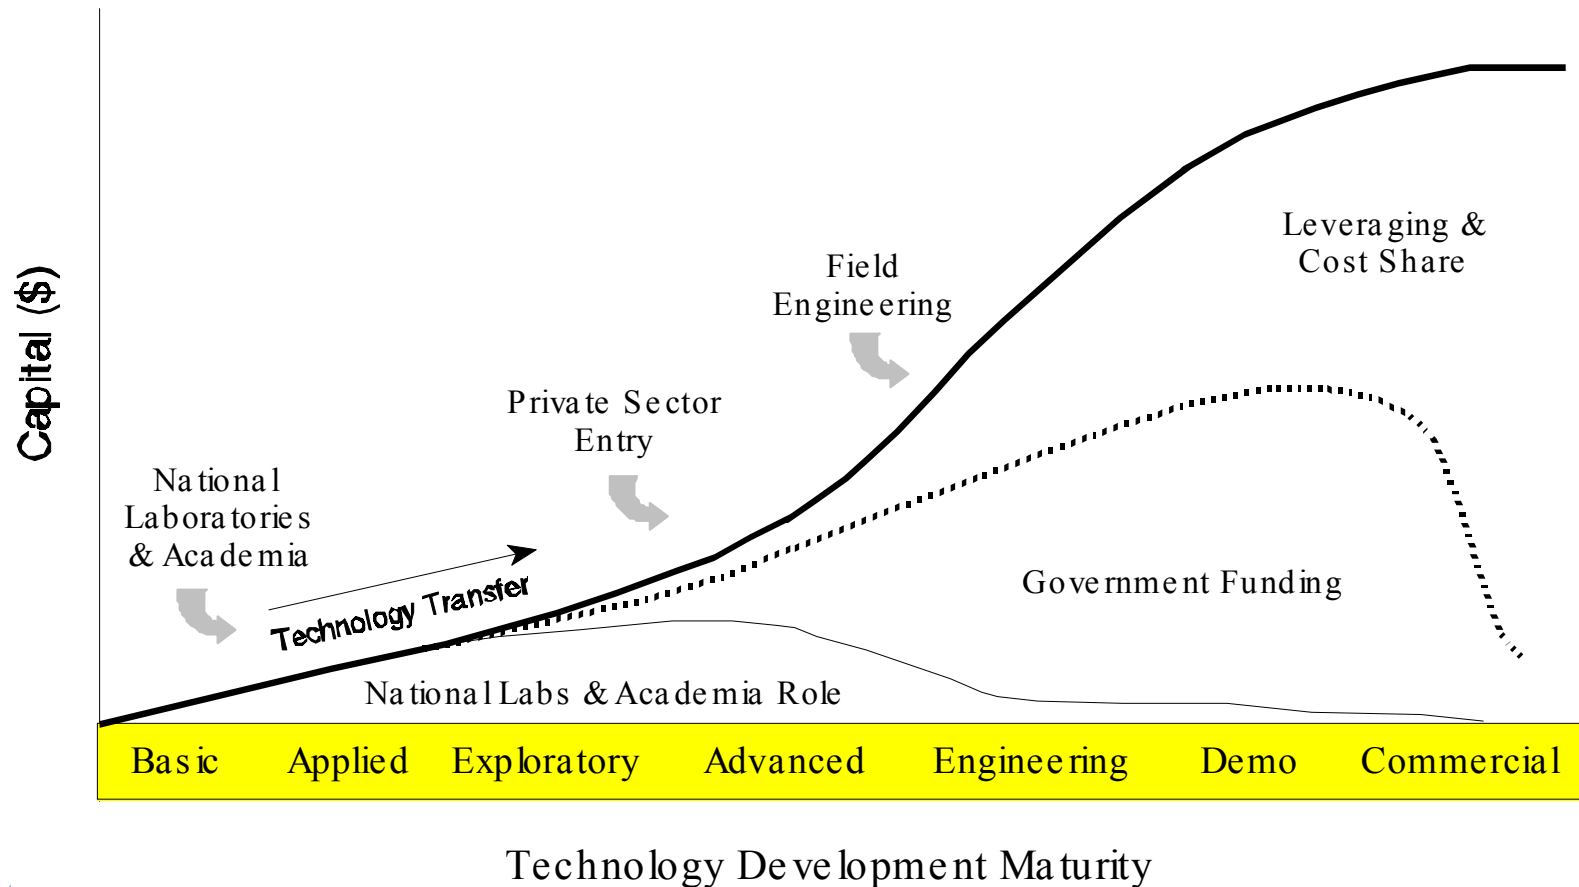 Capital ($)
Leveraging &
Cost Share
Field
Engineering
Private Sector
Entry
National
Laboratories
& Academia
Technology Transfer
Government Funding
National Labs & Academia Role
Basic Applied Exploratory Advanced Engineering Demo Commercial
Technology Development Maturity